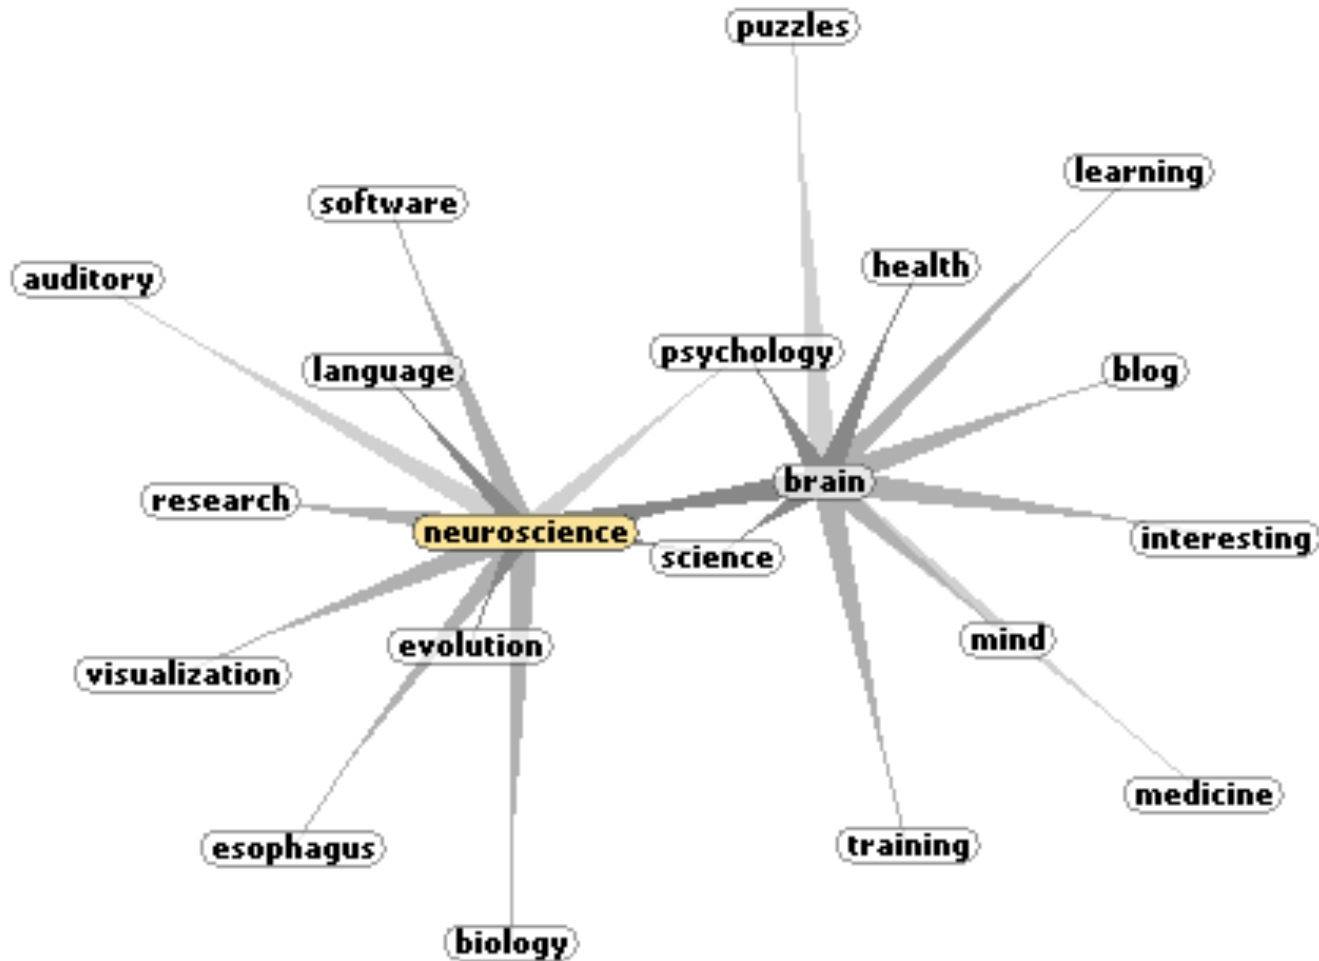 puzzles
learning
software
health
auditory
psychology
language
blog
brain
research
neuroscience
interesting
science
mind
evolution
visualization
medicine
training
esophagus
biology